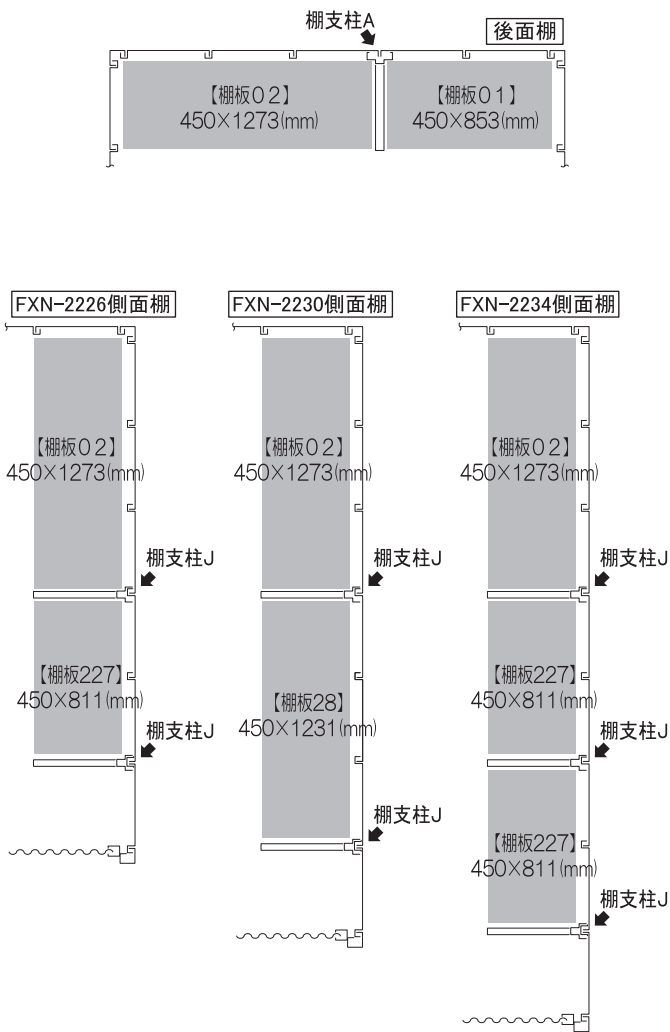 棚支柱A
後面棚
【棚板02】
450×1273(mm)
【棚板01】
450×853(mm)
FXN-2226側面棚
【棚板02】
450×1273(mm)
棚支柱J
【棚板227】
450×811(mm)
棚支柱J
FXN-2230側面棚
【棚板02】
450×1273(mm)
棚支柱J
【棚板28】
450×1231(mm)
棚支柱J
FXN-2234側面棚
【棚板02】
450×1273(mm)
棚支柱J
【棚板227】
450×811(mm)
棚支柱J
【棚板227】
450×811(mm)
棚支柱J